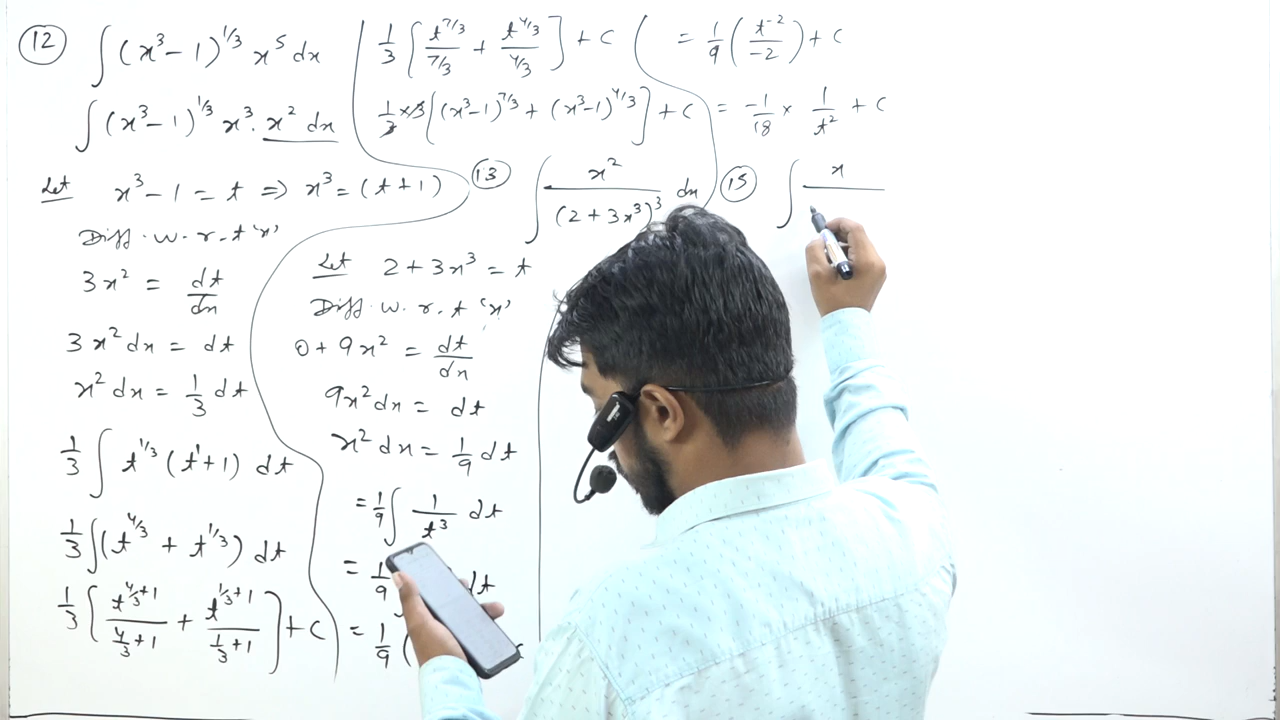 (12) ∫ (x³ – 1)^1/3 x⁵ dx
∫ (x³ – 1)^1/3 x³ · x² dx
Let x³ – 1 = t ⇒ x³ = (t + 1)
Diff. w. r. t 'x'
3x² = dt/dx
3x² dx = dt
x² dx = 1/3 dt
1/3 ∫ t^1/3 (t¹ + 1) dt
1/3 ∫ (t^4/3 + t^1/3) dt
1/3 [ t^(4/3 + 1) / (4/3 + 1) + t^(1/3 + 1) / (1/3 + 1) ] + C
1/3 [ t^7/3 / 7/3 + t^4/3 / 4/3 ] + C
1/3 × 3 [ (x³ – 1)^7/3 + (x³ – 1)^4/3 ] + C
(13) ∫ x² / (2 + 3x³)³ dx
Let 2 + 3x³ = t
Diff. w. r. t 'x'
0 + 9x² = dt/dx
9x² dx = dt
x² dx = 1/9 dt
= 1/9 ∫ 1/t³ dt
= 1/9 dt
= 1/9 (
= 1/9 ( t^-2 / -2 ) + C
= -1/18 × 1/t² + C
(15) ∫ x